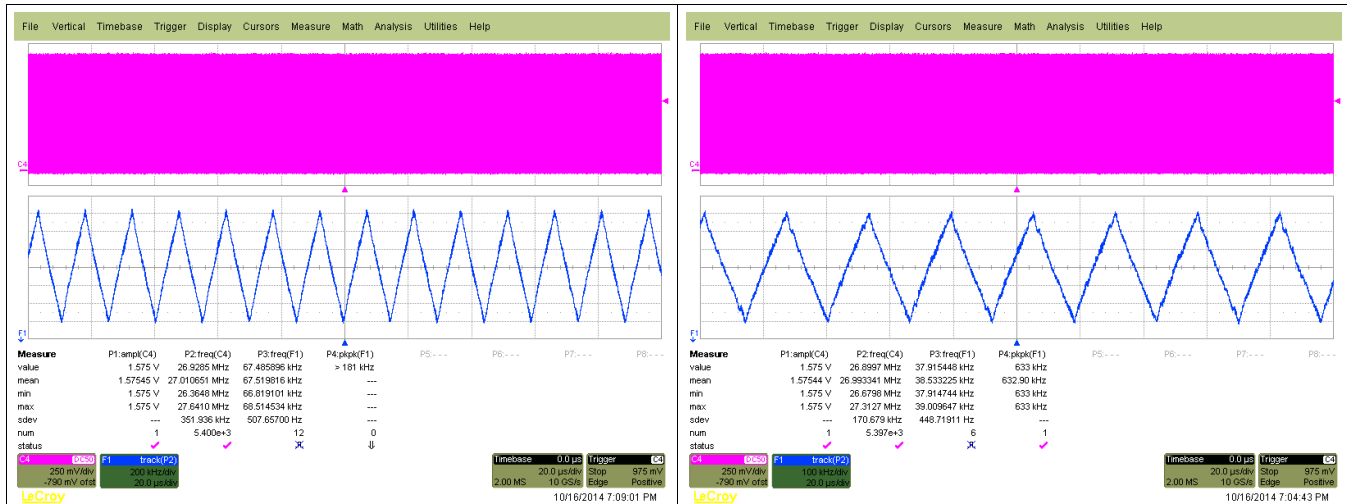 File Vertical Timebase Trigger Display Cursors Measure Math Analysis Utilities Help
C4
F1
Measure P1:ampl(C4) P2:freq(C4) P3:freq(F1) P4:pkpk(F1) P5:--- P6:--- P7:--- P8:---
value 1.575 V 26.9285 MHz 67.485896 kHz > 181 kHz
mean 1.57545 V 27.010651 MHz 67.519816 kHz ---
min 1.575 V 26.3648 MHz 66.819101 kHz ---
max 1.575 V 27.6410 MHz 68.514534 kHz ---
sdev --- 351.936 kHz 507.65700 Hz ---
num 1 5.400e+3 12 0
status
C4 DC50
250 mV/div
-790 mV ofst
F1 track(P2)
200 kHz/div
20.0 µs/div
Timebase 0.0 µs
20.0 µs/div
2.00 MS 10 GS/s
Trigger C4
Stop 975 mV
Edge Positive
LeCroy
10/16/2014 7:09:01 PM
File Vertical Timebase Trigger Display Cursors Measure Math Analysis Utilities Help
C4
F1
Measure P1:ampl(C4) P2:freq(C4) P3:freq(F1) P4:pkpk(F1) P5:--- P6:--- P7:--- P8:---
value 1.575 V 26.8997 MHz 37.915448 kHz 633 kHz
mean 1.57544 V 26.993341 MHz 38.533225 kHz 632.90 kHz
min 1.575 V 26.6798 MHz 37.914744 kHz 633 kHz
max 1.575 V 27.3127 MHz 39.009647 kHz 633 kHz
sdev --- 170.679 kHz 448.71911 Hz ---
num 1 5.397e+3 6 1
status
C4 DC50
250 mV/div
-790 mV ofst
F1 track(P2)
100 kHz/div
20.0 µs/div
Timebase 0.0 µs
20.0 µs/div
2.00 MS 10 GS/s
Trigger C4
Stop 975 mV
Edge Positive
LeCroy
10/16/2014 7:04:43 PM